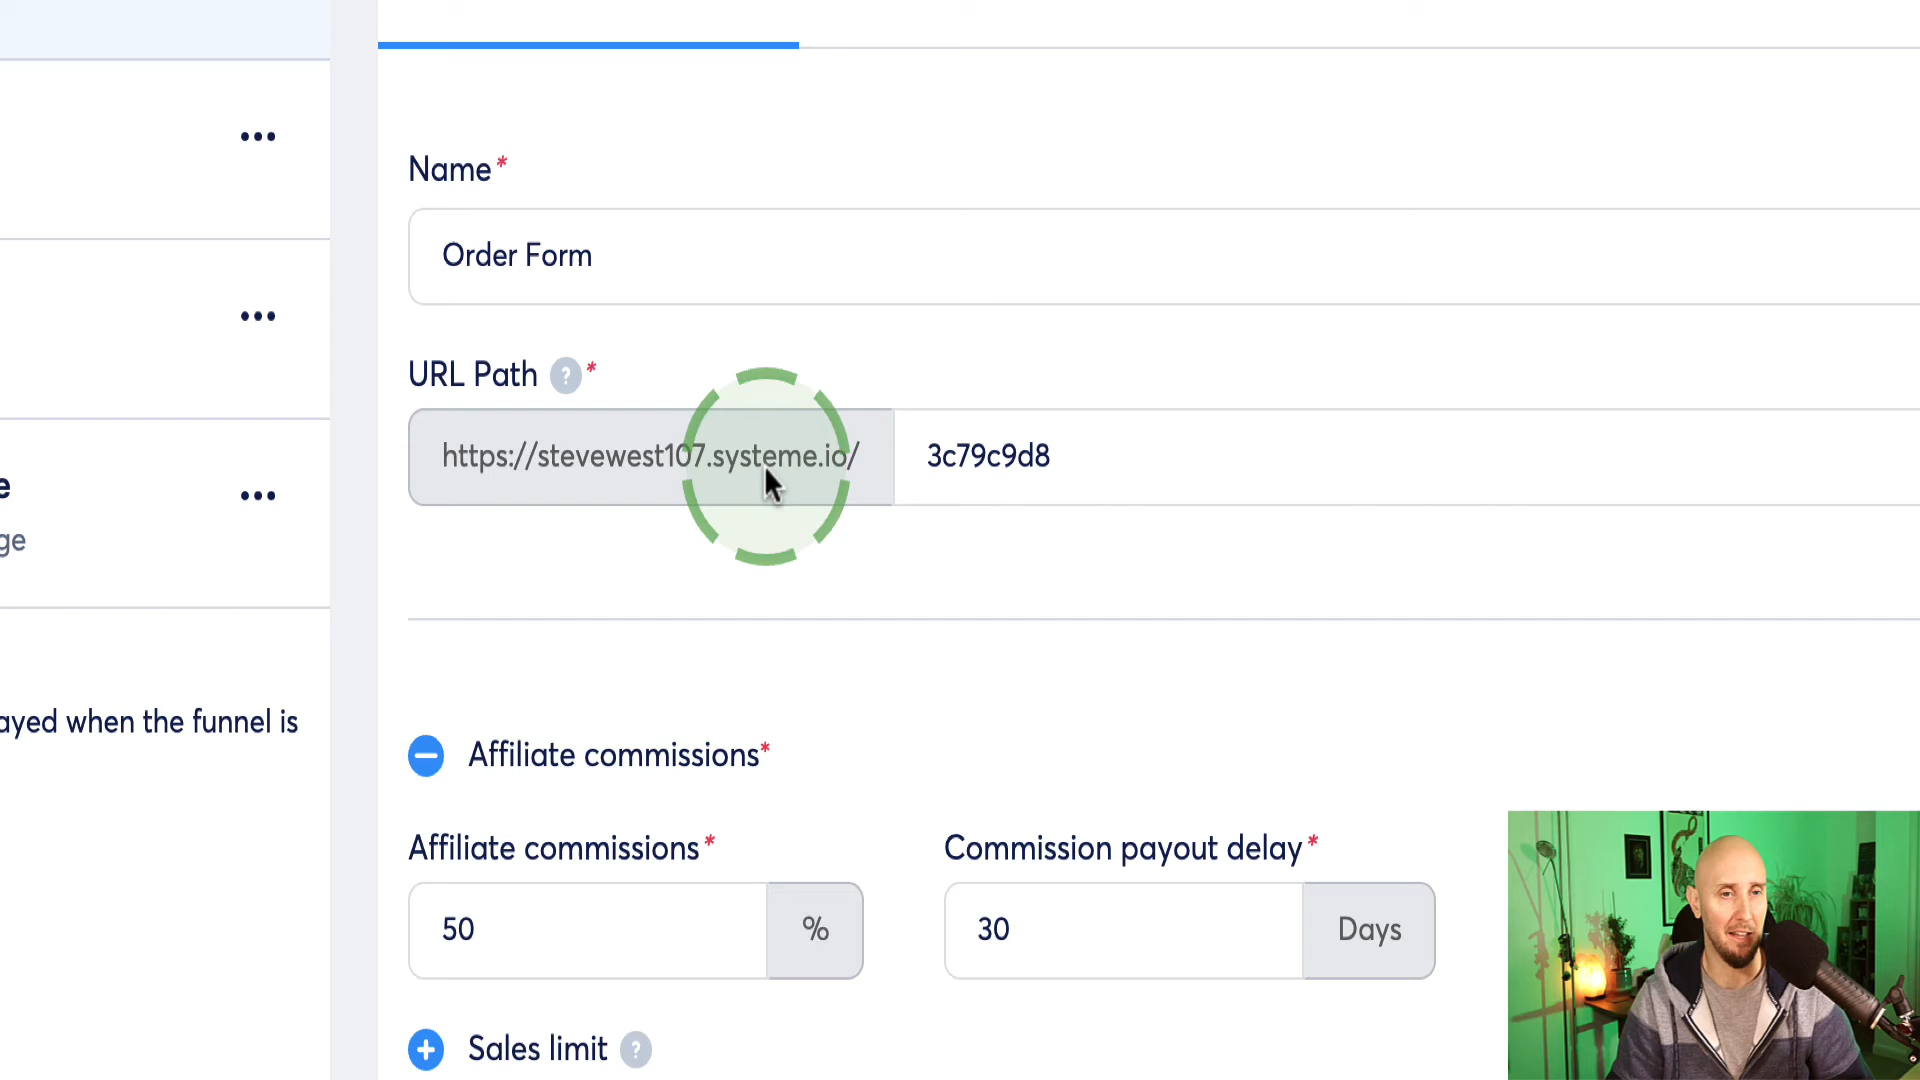 Name*
Order Form
URL Path ? *
https://stevewest107.systeme.io/ 3c79c9d8
e
ge
ayed when the funnel is
Affiliate commissions*
Affiliate commissions* Commission payout delay*
50 % 30 Days
Sales limit ?